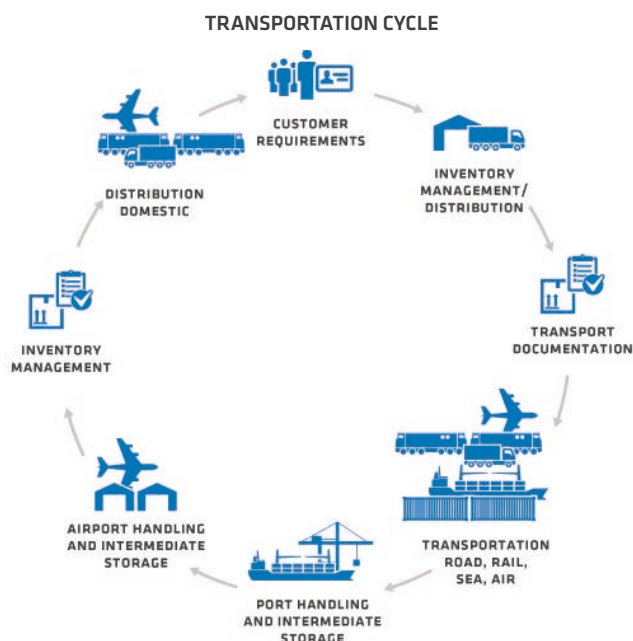 TRANSPORTATION CYCLE
CUSTOMER
REQUIREMENTS
INVENTORY
MANAGEMENT/
DISTRIBUTION
TRANSPORT
DOCUMENTATION
TRANSPORTATION
ROAD, RAIL,
SEA, AIR
PORT HANDLING
AND INTERMEDIATE
STORAGE
AIRPORT HANDLING
AND INTERMEDIATE
STORAGE
INVENTORY
MANAGEMENT
DISTRIBUTION
DOMESTIC